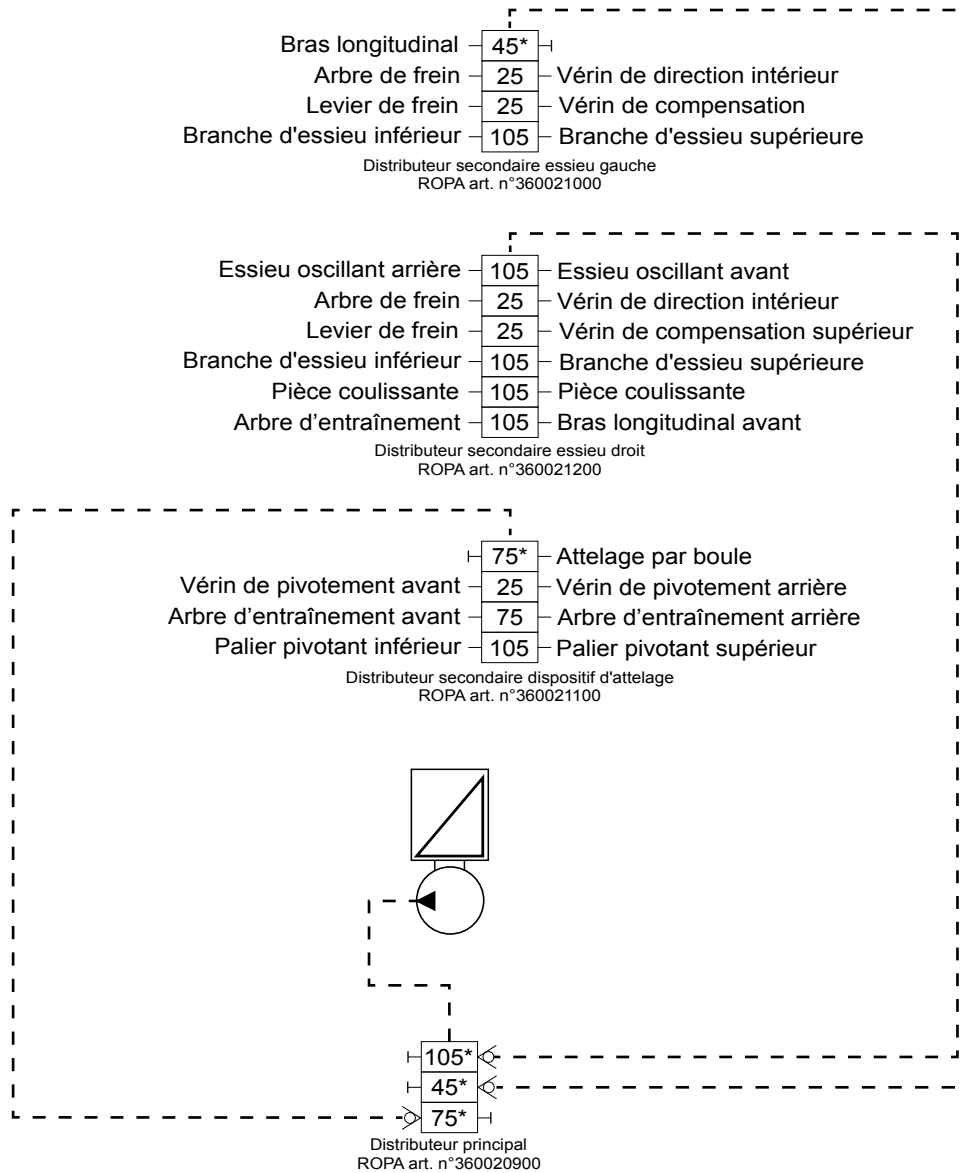 Bras longitudinal 45*
Arbre de frein 25 Vérin de direction intérieur
Levier de frein 25 Vérin de compensation
Branche d'essieu inférieur 105 Branche d'essieu supérieure
Distributeur secondaire essieu gauche
ROPA art. n°360021000
Essieu oscillant arrière 105 Essieu oscillant avant
Arbre de frein 25 Vérin de direction intérieur
Levier de frein 25 Vérin de compensation supérieur
Branche d'essieu inférieur 105 Branche d'essieu supérieure
Pièce coulissante 105 Pièce coulissante
Arbre d’entraînement 105 Bras longitudinal avant
Distributeur secondaire essieu droit
ROPA art. n°360021200
75* Attelage par boule
Vérin de pivotement avant 25 Vérin de pivotement arrière
Arbre d’entraînement avant 75 Arbre d’entraînement arrière
Palier pivotant inférieur 105 Palier pivotant supérieur
Distributeur secondaire dispositif d'attelage
ROPA art. n°360021100
105*
45*
75*
Distributeur principal
ROPA art. n°360020900